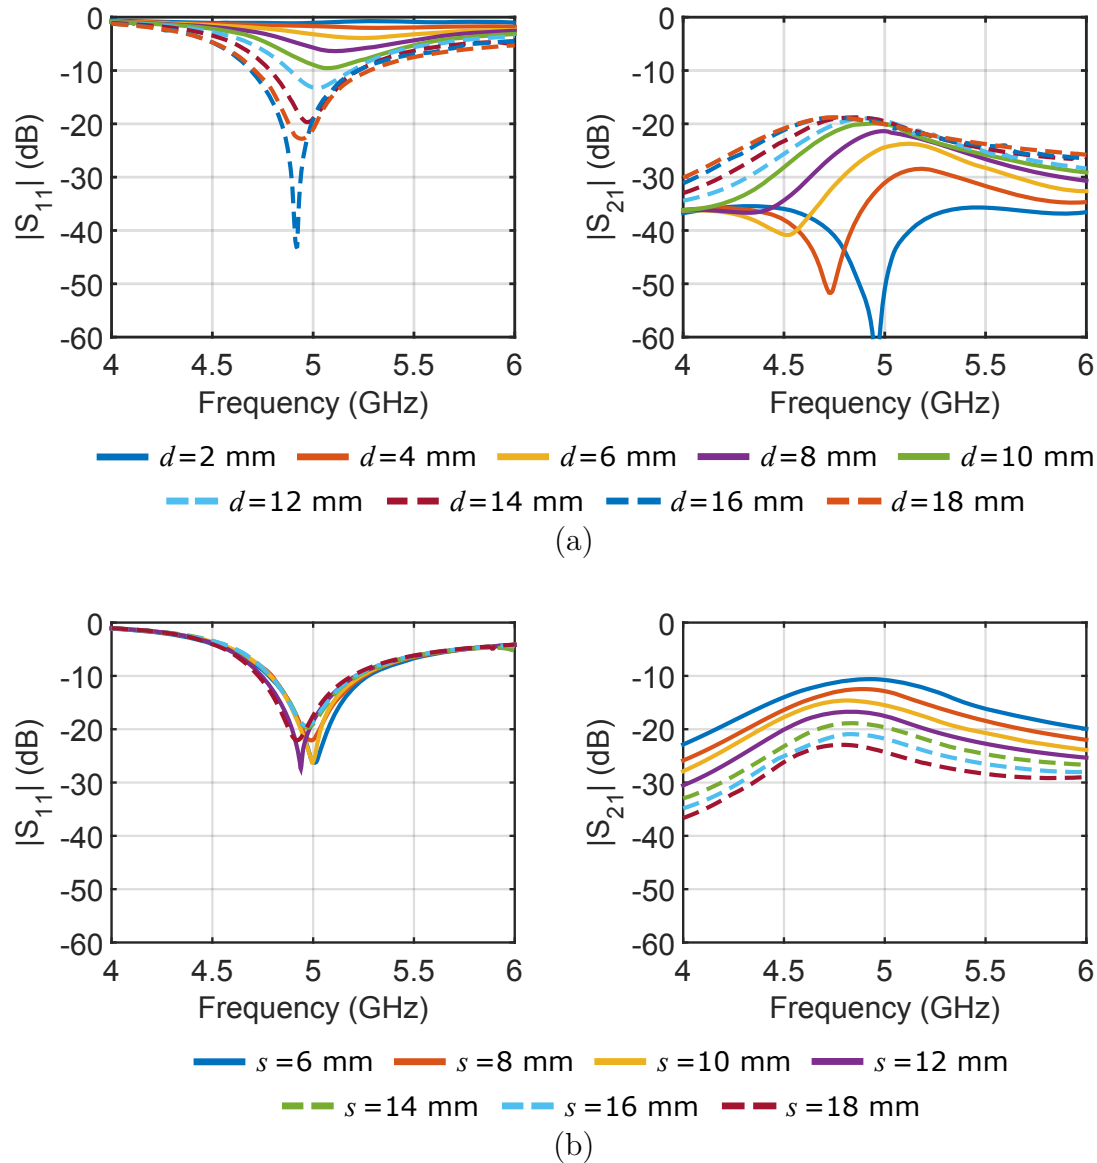 0
-10
-20
-30
-40
-50
-60
4 4.5 5 5.5 6
Frequency (GHz)
|S11| (dB)
0
-10
-20
-30
-40
-50
-60
4 4.5 5 5.5 6
Frequency (GHz)
|S21| (dB)
d=2 mm d=4 mm d=6 mm d=8 mm d=10 mm
d=12 mm d=14 mm d=16 mm d=18 mm
(a)
0
-10
-20
-30
-40
-50
-60
4 4.5 5 5.5 6
Frequency (GHz)
|S11| (dB)
0
-10
-20
-30
-40
-50
-60
4 4.5 5 5.5 6
Frequency (GHz)
|S21| (dB)
s=6 mm s=8 mm s=10 mm s=12 mm
s=14 mm s=16 mm s=18 mm
(b)